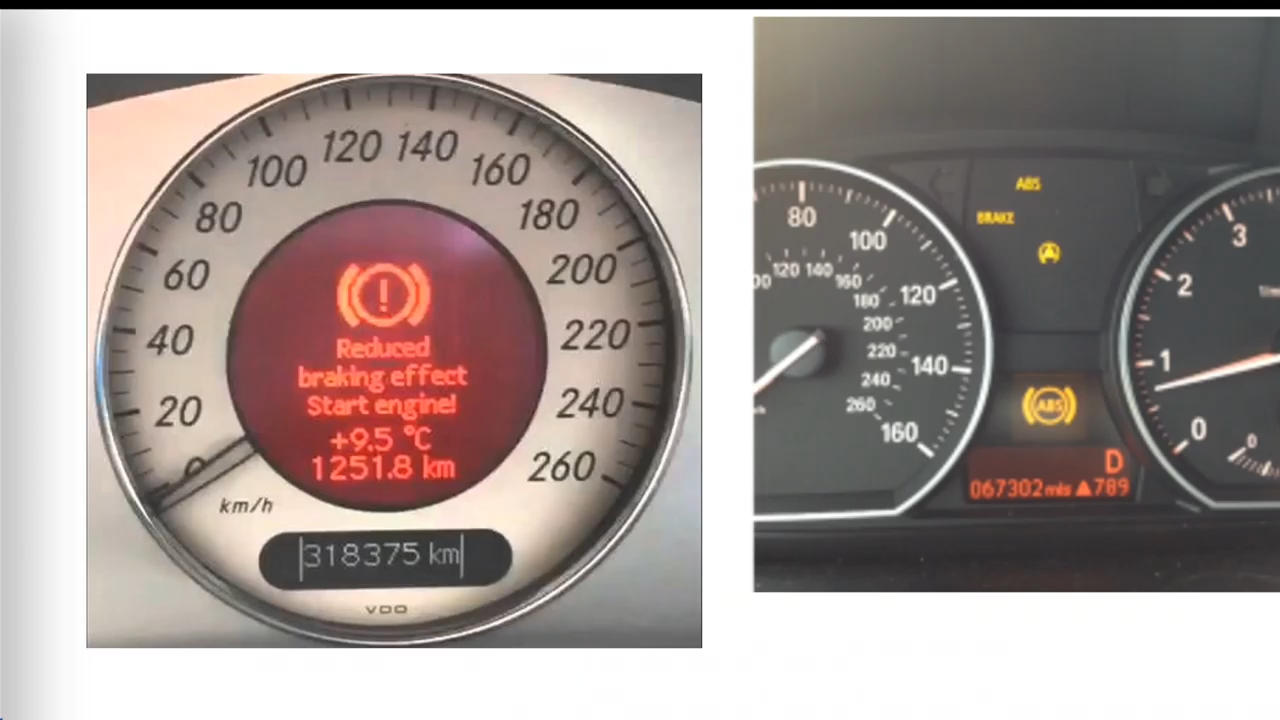 120 140
100 160
80 180
60 200
40 220
20 240
0 260
km/h
Reduced
braking effect
Start engine!
+9.5 °C
1251.8 km
318375 km
VDO
80
100
120
140
160
120 140 160
180
200
220
240
260
ABS
BRAKE
A
ABS
D
067302 mls ▲789
3
2
1
0
0